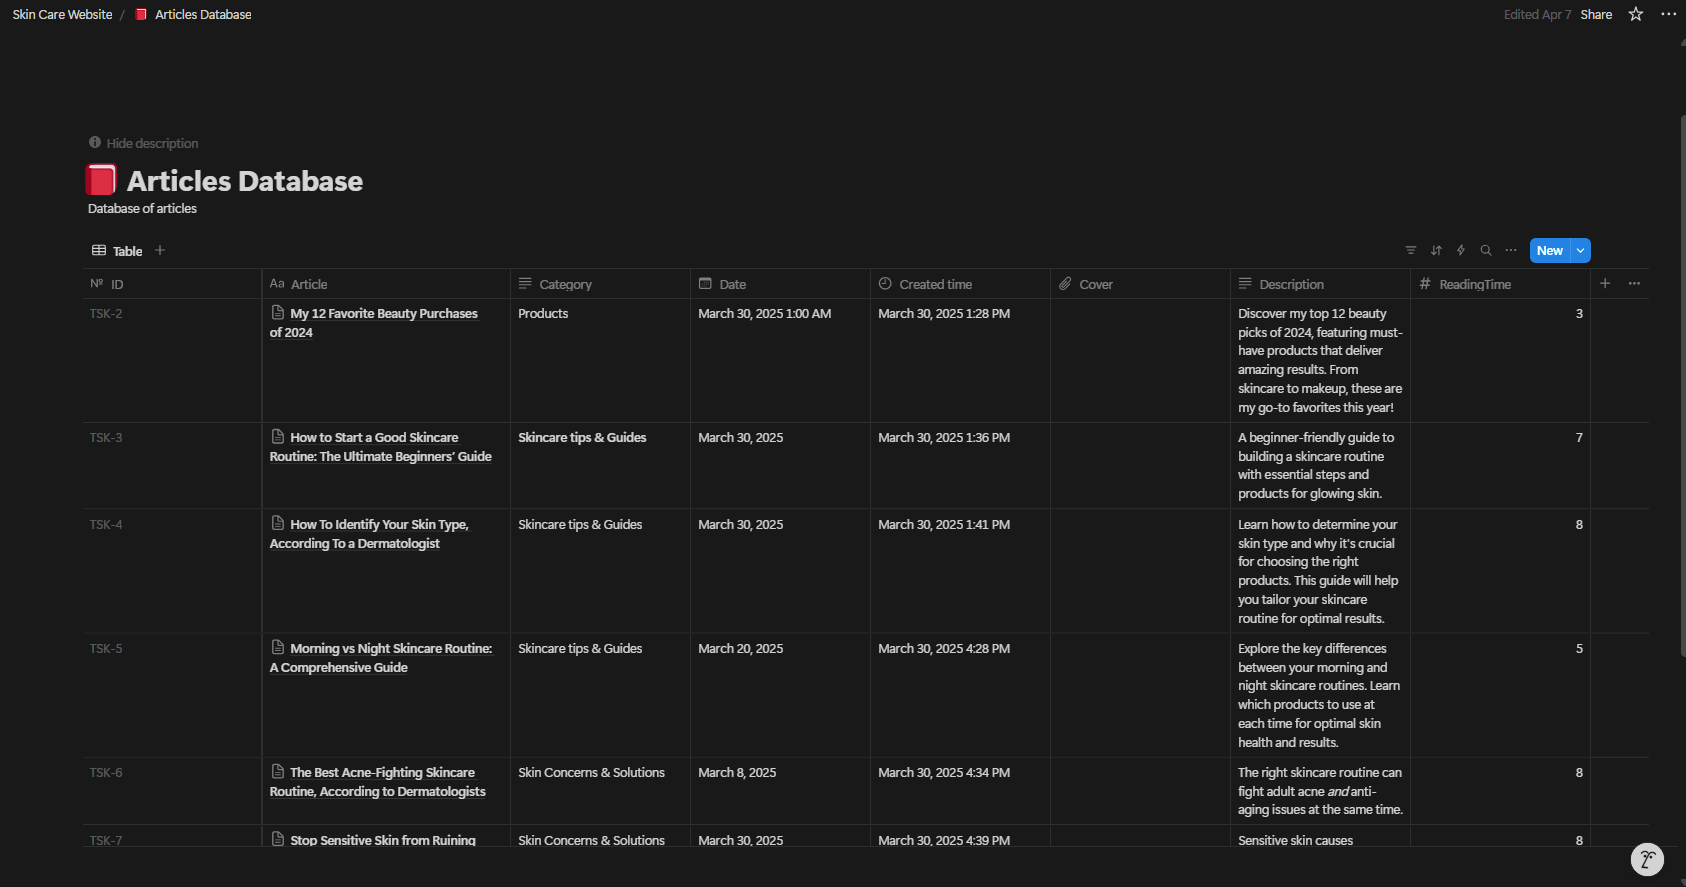 Skin Care Website / Articles Database
Edited Apr 7 Share
Hide description
Articles Database
Database of articles
Table
New
Nº ID
Aa Article
Category
Date
Created time
Cover
Description
# ReadingTime
TSK-2
My 12 Favorite Beauty Purchases
of 2024
Products
March 30, 2025 1:00 AM
March 30, 2025 1:28 PM
Discover my top 12 beauty
picks of 2024, featuring must-
have products that deliver
amazing results. From
skincare to makeup, these are
my go-to favorites this year!
3
TSK-3
How to Start a Good Skincare
Routine: The Ultimate Beginners’ Guide
Skincare tips & Guides
March 30, 2025
March 30, 2025 1:36 PM
A beginner-friendly guide to
building a skincare routine
with essential steps and
products for glowing skin.
7
TSK-4
How To Identify Your Skin Type,
According To a Dermatologist
Skincare tips & Guides
March 30, 2025
March 30, 2025 1:41 PM
Learn how to determine your
skin type and why it's crucial
for choosing the right
products. This guide will help
you tailor your skincare
routine for optimal results.
8
TSK-5
Morning vs Night Skincare Routine:
A Comprehensive Guide
Skincare tips & Guides
March 20, 2025
March 30, 2025 4:28 PM
Explore the key differences
between your morning and
night skincare routines. Learn
which products to use at
each time for optimal skin
health and results.
5
TSK-6
The Best Acne-Fighting Skincare
Routine, According to Dermatologists
Skin Concerns & Solutions
March 8, 2025
March 30, 2025 4:34 PM
The right skincare routine can
fight adult acne and anti-
aging issues at the same time.
8
TSK-7
Stop Sensitive Skin from Ruining
Skin Concerns & Solutions
March 30, 2025
March 30, 2025 4:39 PM
Sensitive skin causes
8